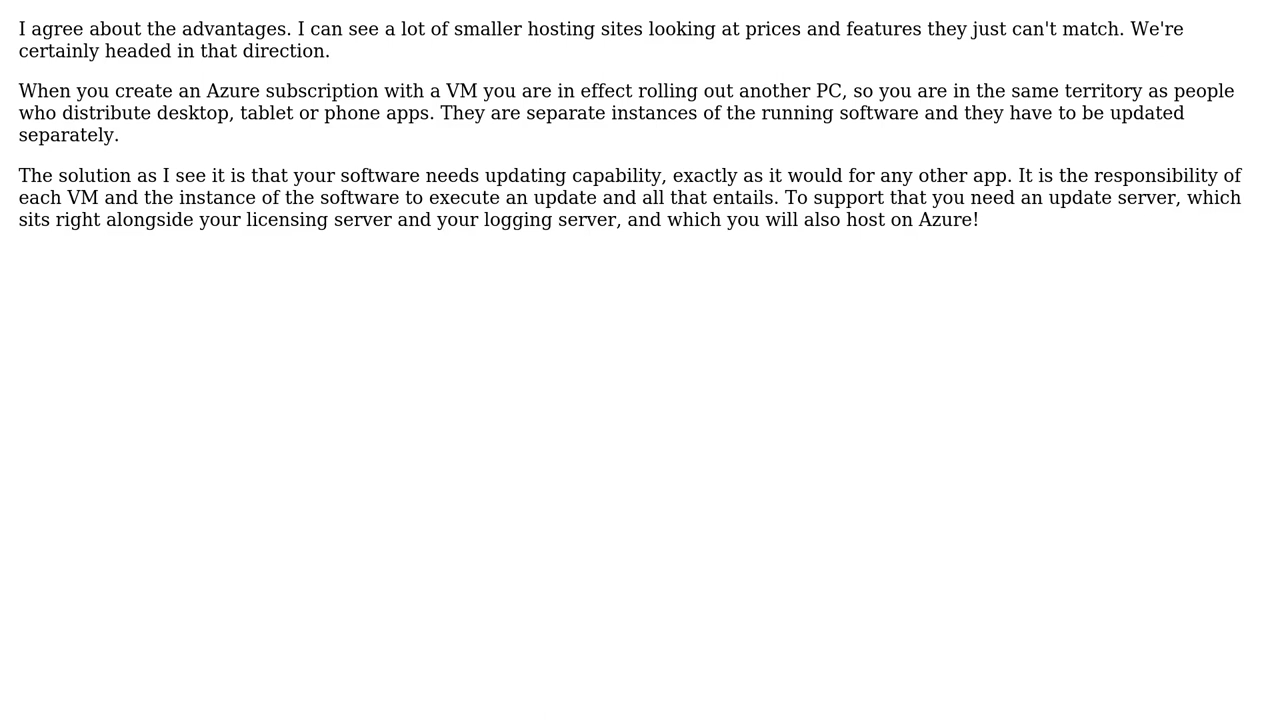 I agree about the advantages. I can see a lot of smaller hosting sites looking at prices and features they just can't match. We're
certainly headed in that direction.
When you create an Azure subscription with a VM you are in effect rolling out another PC, so you are in the same territory as people
who distribute desktop, tablet or phone apps. They are separate instances of the running software and they have to be updated
separately.
The solution as I see it is that your software needs updating capability, exactly as it would for any other app. It is the responsibility of
each VM and the instance of the software to execute an update and all that entails. To support that you need an update server, which
sits right alongside your licensing server and your logging server, and which you will also host on Azure!